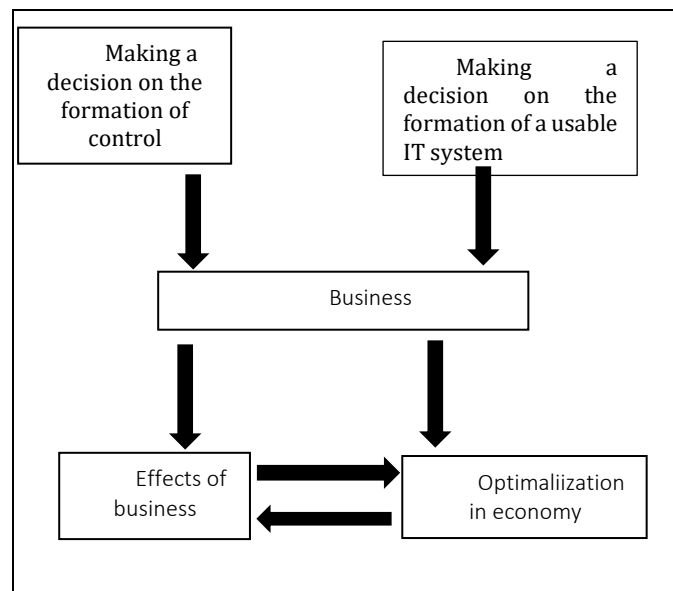 Making a
decision on the
formation of
control
Making a
decision on the
formation of a usable
IT system
Business
Effects of
business
Optimaliization
in economy